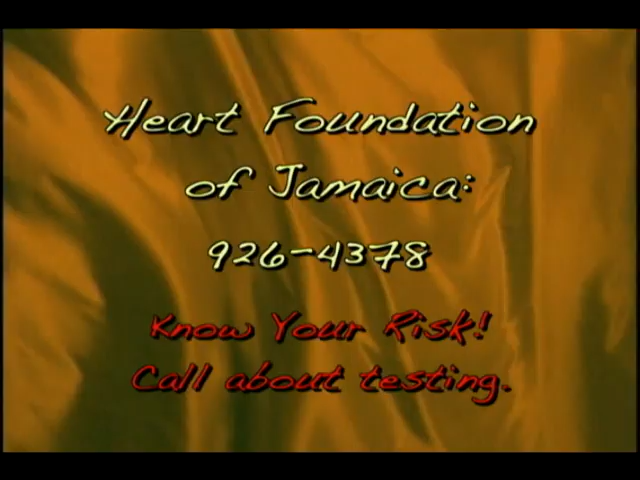 Heart Foundation
of Jamaica:
926-4378
Know Your Risk!
Call about testing.